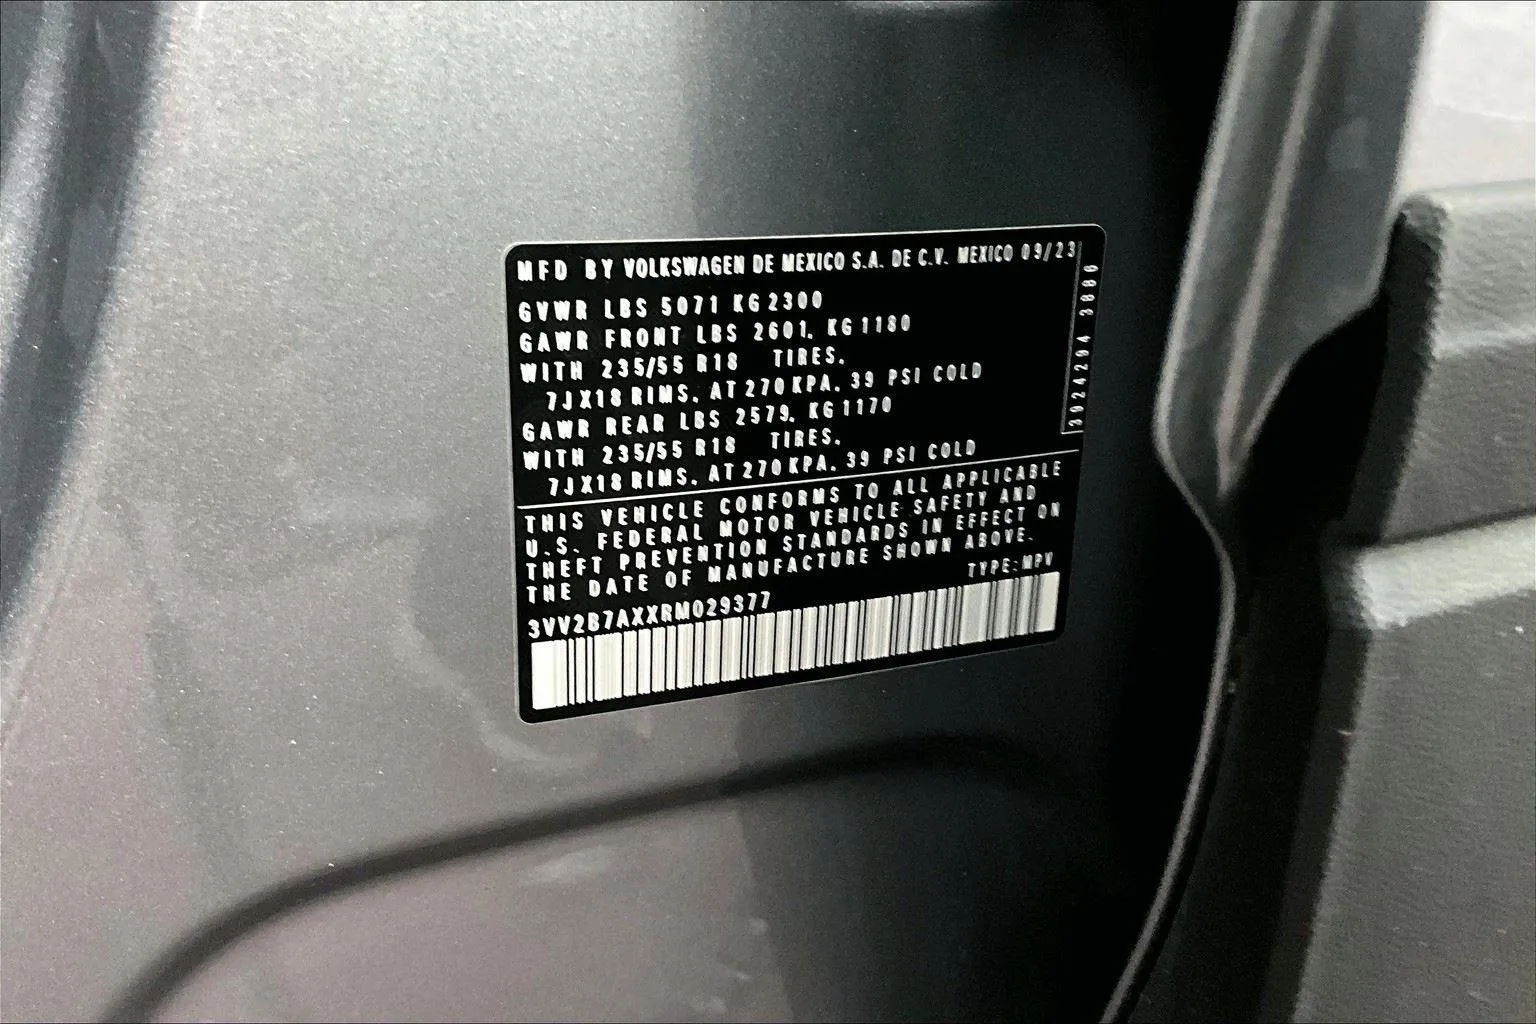 MFD BY VOLKSWAGEN DE MEXICO S.A. DE C.V. MEXICO 09/23
GVWR LBS 5071 KG 2300
GAWR FRONT LBS 2601. KG 1180
WITH 235/55 R18 TIRES.
7JX18 RIMS. AT 270 KPA. 39 PSI COLD
GAWR REAR LBS 2579. KG 1170
WITH 235/55 R18 TIRES.
7JX18 RIMS. AT 270 KPA. 39 PSI COLD
THIS VEHICLE CONFORMS TO ALL APPLICABLE
U.S. FEDERAL MOTOR VEHICLE SAFETY AND
THEFT PREVENTION STANDARDS IN EFFECT ON
THE DATE OF MANUFACTURE SHOWN ABOVE.
TYPE:MPV
3VV2B7AXXRM029377